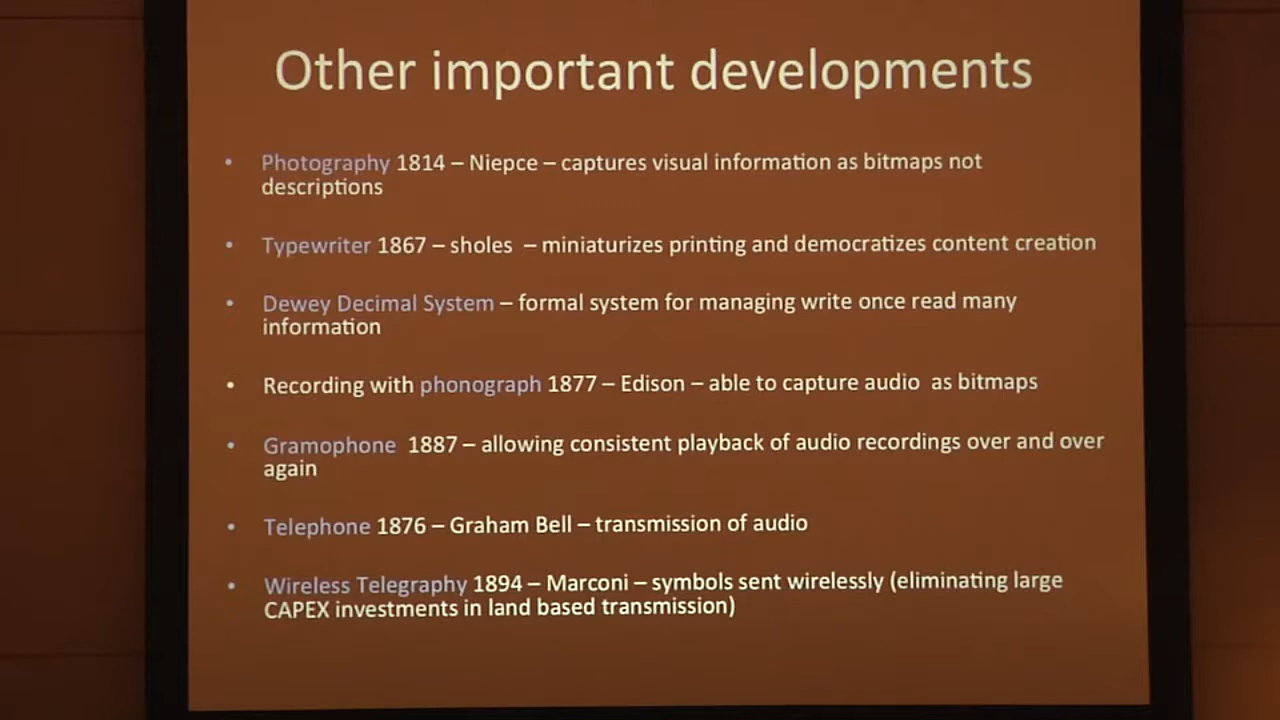 Other important developments
• Photography 1814 – Niepce – captures visual information as bitmaps not
descriptions
• Typewriter 1867 – sholes – miniaturizes printing and democratizes content creation
• Dewey Decimal System – formal system for managing write once read many
information
• Recording with phonograph 1877 – Edison – able to capture audio as bitmaps
• Gramophone 1887 – allowing consistent playback of audio recordings over and over
again
• Telephone 1876 – Graham Bell – transmission of audio
• Wireless Telegraphy 1894 – Marconi – symbols sent wirelessly (eliminating large
CAPEX investments in land based transmission)